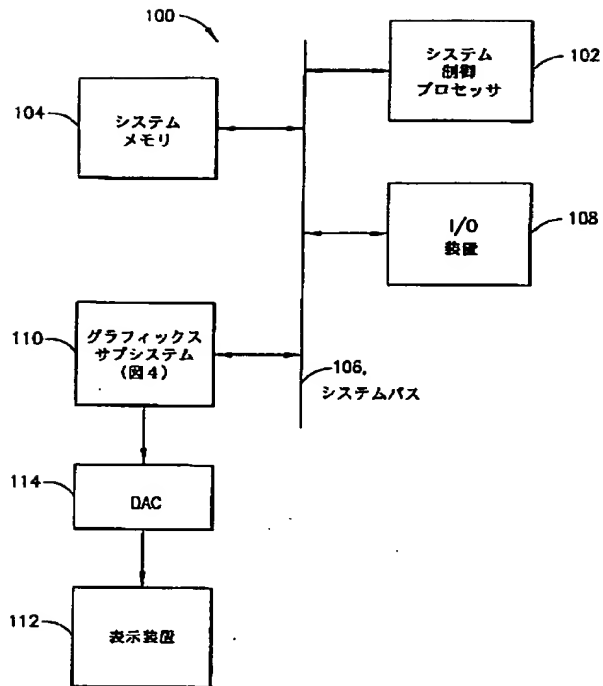 100
システム
制御
プロセッサ
102
104
システム
メモリ
I/O
装置
108
110
グラフィックス
サブシステム
(図4)
106,
システムバス
114
DAC
112
表示装置